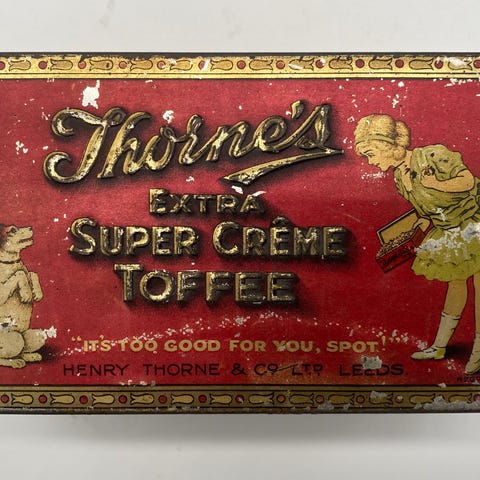 Thorne's
EXTRA
SUPER CRÊME
TOFFEE
"IT'S TOO GOOD FOR YOU, SPOT!"
HENRY THORNE & Cº LTD LEEDS.